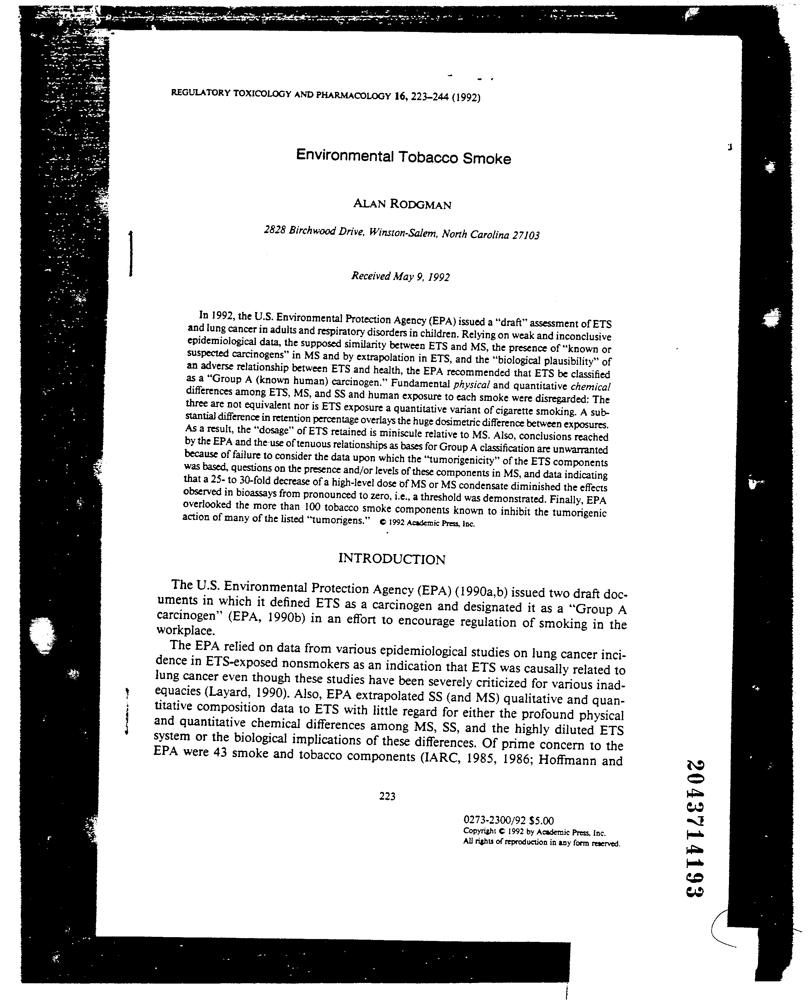 REGULATORY TOXICOLOGY AND PHARMACOLOGY 16, 223–244 (1992)
Environmental Tobacco Smoke
ALAN RODGMAN
2828 Birchwood Drive, Winston-Salem, North Carolina 27103
Received May 9, 1992
In 1992, the U.S. Environmental Protection Agency (EPA) issued a "draft" assessment of ETS
and lung cancer in adults and respiratory disorders in children. Relying on weak and inconclusive
epidemiological data, the supposed similarity between ETS and MS, the presence of "known or
suspected carcinogens" in MS and by extrapolation in ETS, and the "biological plausibility" of
an adverse relationship between ETS and health, the EPA recommended that ETS be classified
as a "Group A (known human) carcinogen." Fundamental physical and quantitative chemical
differences among ETS, MS, and SS and human exposure to each smoke were disregarded: The
three are not equivalent nor is ETS exposure a quantitative variant of cigarette smoking. A sub-
stantial difference in retention percentage overlays the huge dosimetric difference between exposures.
As a result, the "dosage" of ETS retained is miniscule relative to MS. Also, conclusions reached
by the EPA and the use of tenuous relationships as bases for Group A classification are unwarranted
because of failure to consider the data upon which the "tumorigenicity" of the ETS components
was based, questions on the presence and/or levels of these components in MS, and data indicating
that a 25- to 30-fold decrease of a high-level dose of MS or MS condensate diminished the effects
observed in bioassays from pronounced to zero, i.e., a threshold was demonstrated. Finally, EPA
overlooked the more than 100 tobacco smoke components known to inhibit the tumorigenic
action of many of the listed "tumorigens." © 1992 Academic Press, Inc.
INTRODUCTION
The U.S. Environmental Protection Agency (EPA) (1990a,b) issued two draft doc-
uments in which it defined ETS as a carcinogen and designated it as a "Group A
carcinogen" (EPA, 1990b) in an effort to encourage regulation of smoking in the
workplace.
The EPA relied on data from various epidemiological studies on lung cancer inci-
dence in ETS-exposed nonsmokers as an indication that ETS was causally related to
lung cancer even though these studies have been severely criticized for various inad-
equacies (Layard, 1990). Also, EPA extrapolated SS (and MS) qualitative and quan-
titative composition data to ETS with little regard for either the profound physical
and quantitative chemical differences among MS, SS, and the highly diluted ETS
system or the biological implications of these differences. Of prime concern to the
EPA were 43 smoke and tobacco components (IARC, 1985, 1986; Hoffmann and
223
0273-2300/92 $5.00
Copyright © 1992 by Academic Press, Inc.
All rights of reproduction in any form reserved.
2043714193